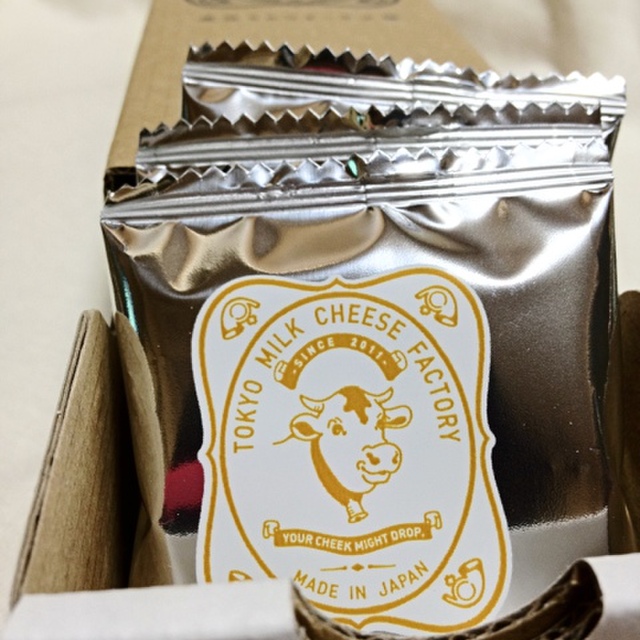 TOKYO MILK CHEESE FACTORY
SINCE 2011
YOUR CHEEK MIGHT DROP.
MADE IN JAPAN